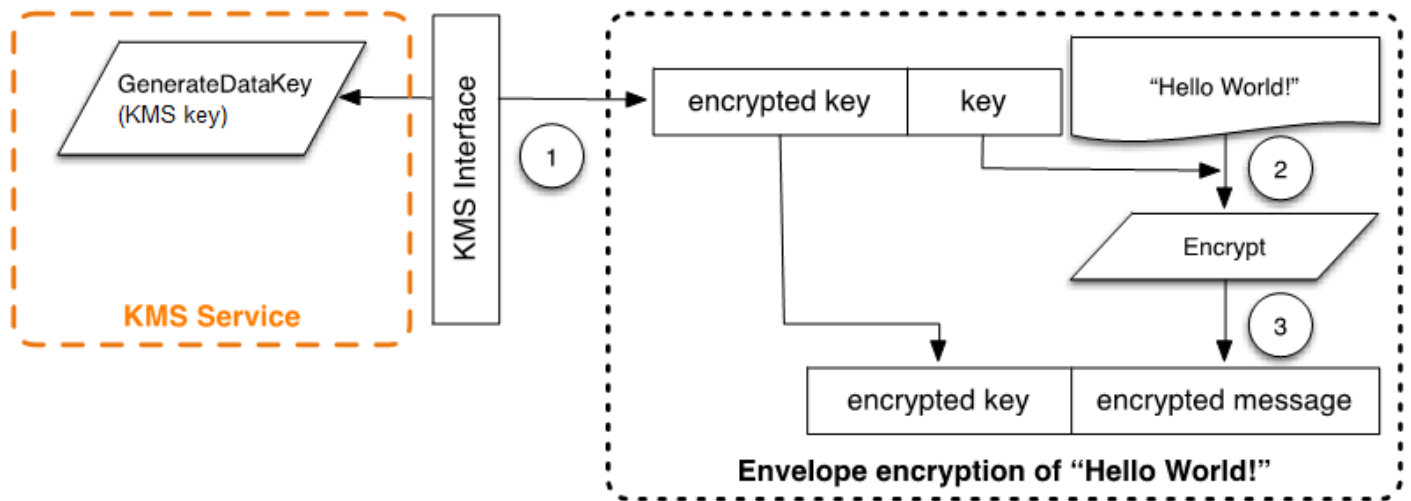 GenerateDataKey
(KMS key)
KMS Service
KMS Interface
1
encrypted key
key
“Hello World!”
2
Encrypt
3
encrypted key
encrypted message
Envelope encryption of “Hello World!”